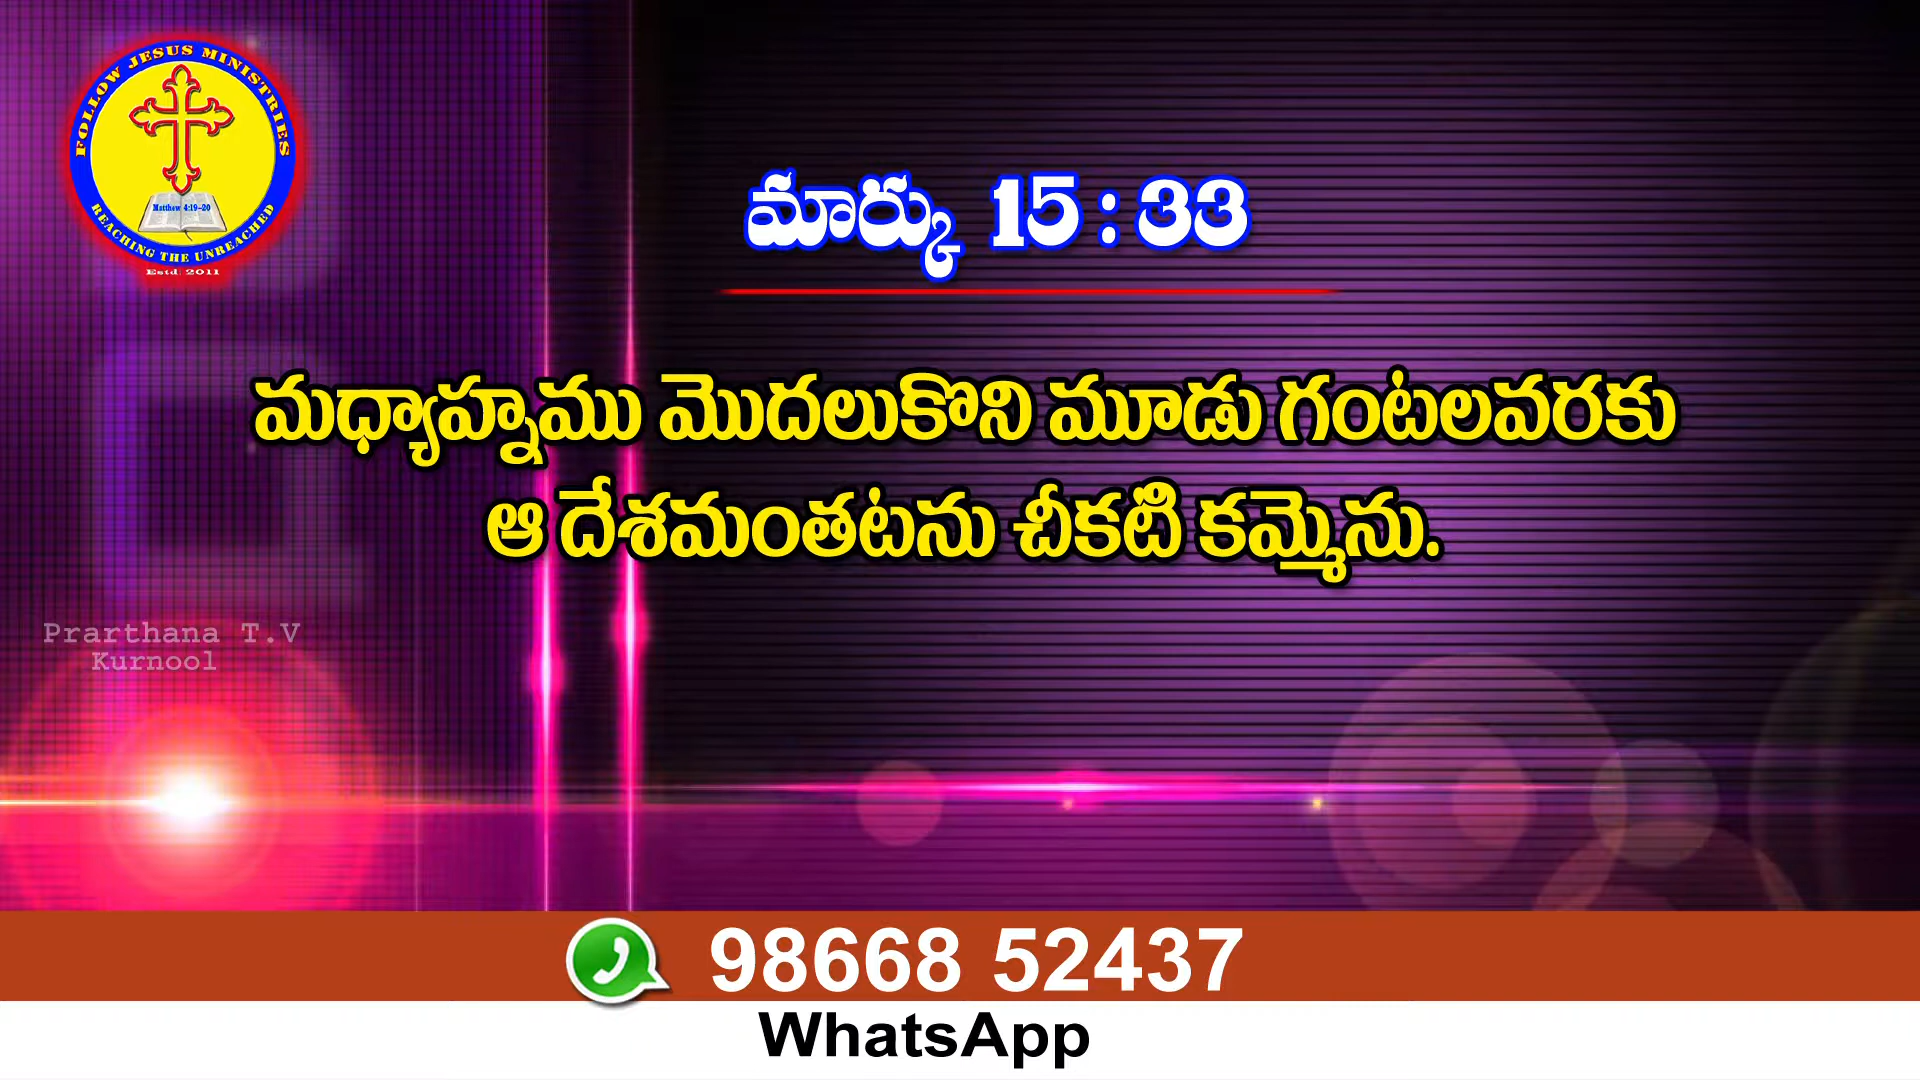 FOLLOW JESUS MINISTRIES
Matthew 4:19-20
REACHING THE UNREACHED
Estd: 2011
మార్కు 15 : 33
మధ్యాహ్నము మొదలుకొని మూడు గంటలవరకు
ఆ దేశమంతటను చీకటి కమ్మెను.
Prarthana T.V
Kurnool
98668 52437
WhatsApp